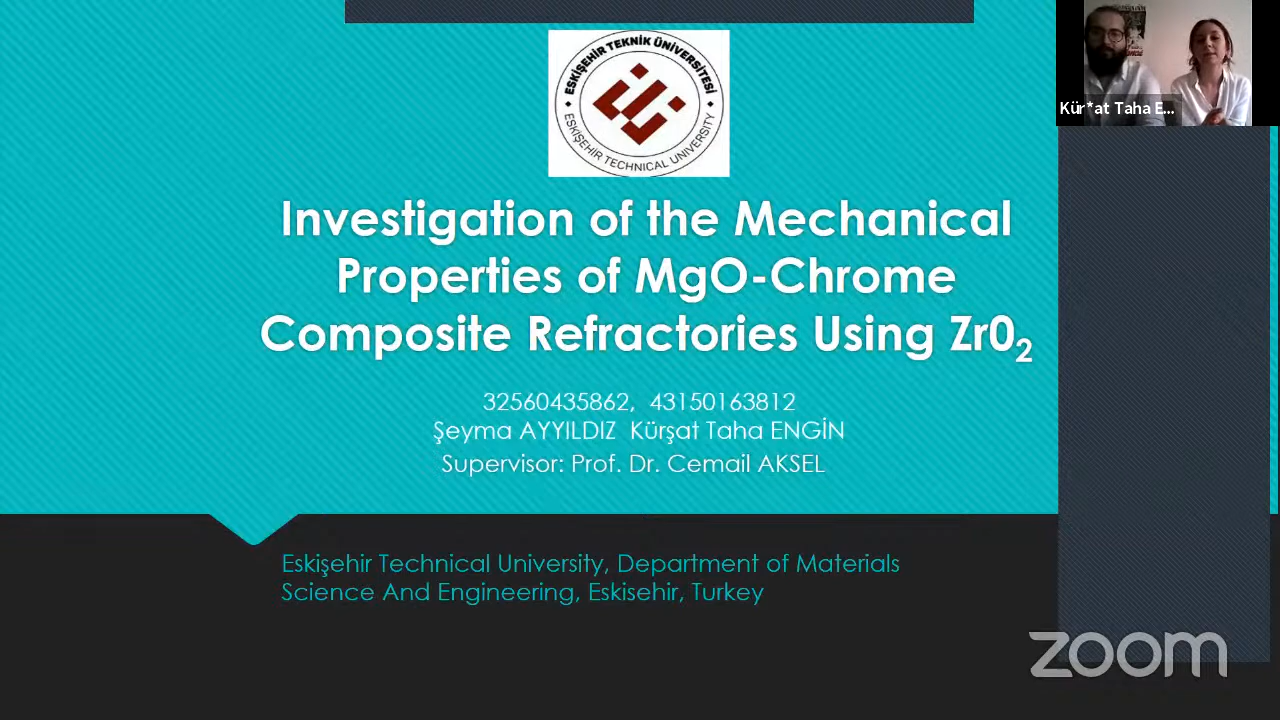 ESKİŞEHİR TEKNİK ÜNİVERSİTESİ
ESKİŞEHİR TECHNICAL UNIVERSITY
Kür*at Taha E...
Investigation of the Mechanical
Properties of MgO-Chrome
Composite Refractories Using Zr0₂
32560435862, 43150163812
Şeyma AYYILDIZ Kürşat Taha ENGİN
Supervisor: Prof. Dr. Cemail AKSEL
Eskişehir Technical University, Department of Materials
Science And Engineering, Eskisehir, Turkey
zoom